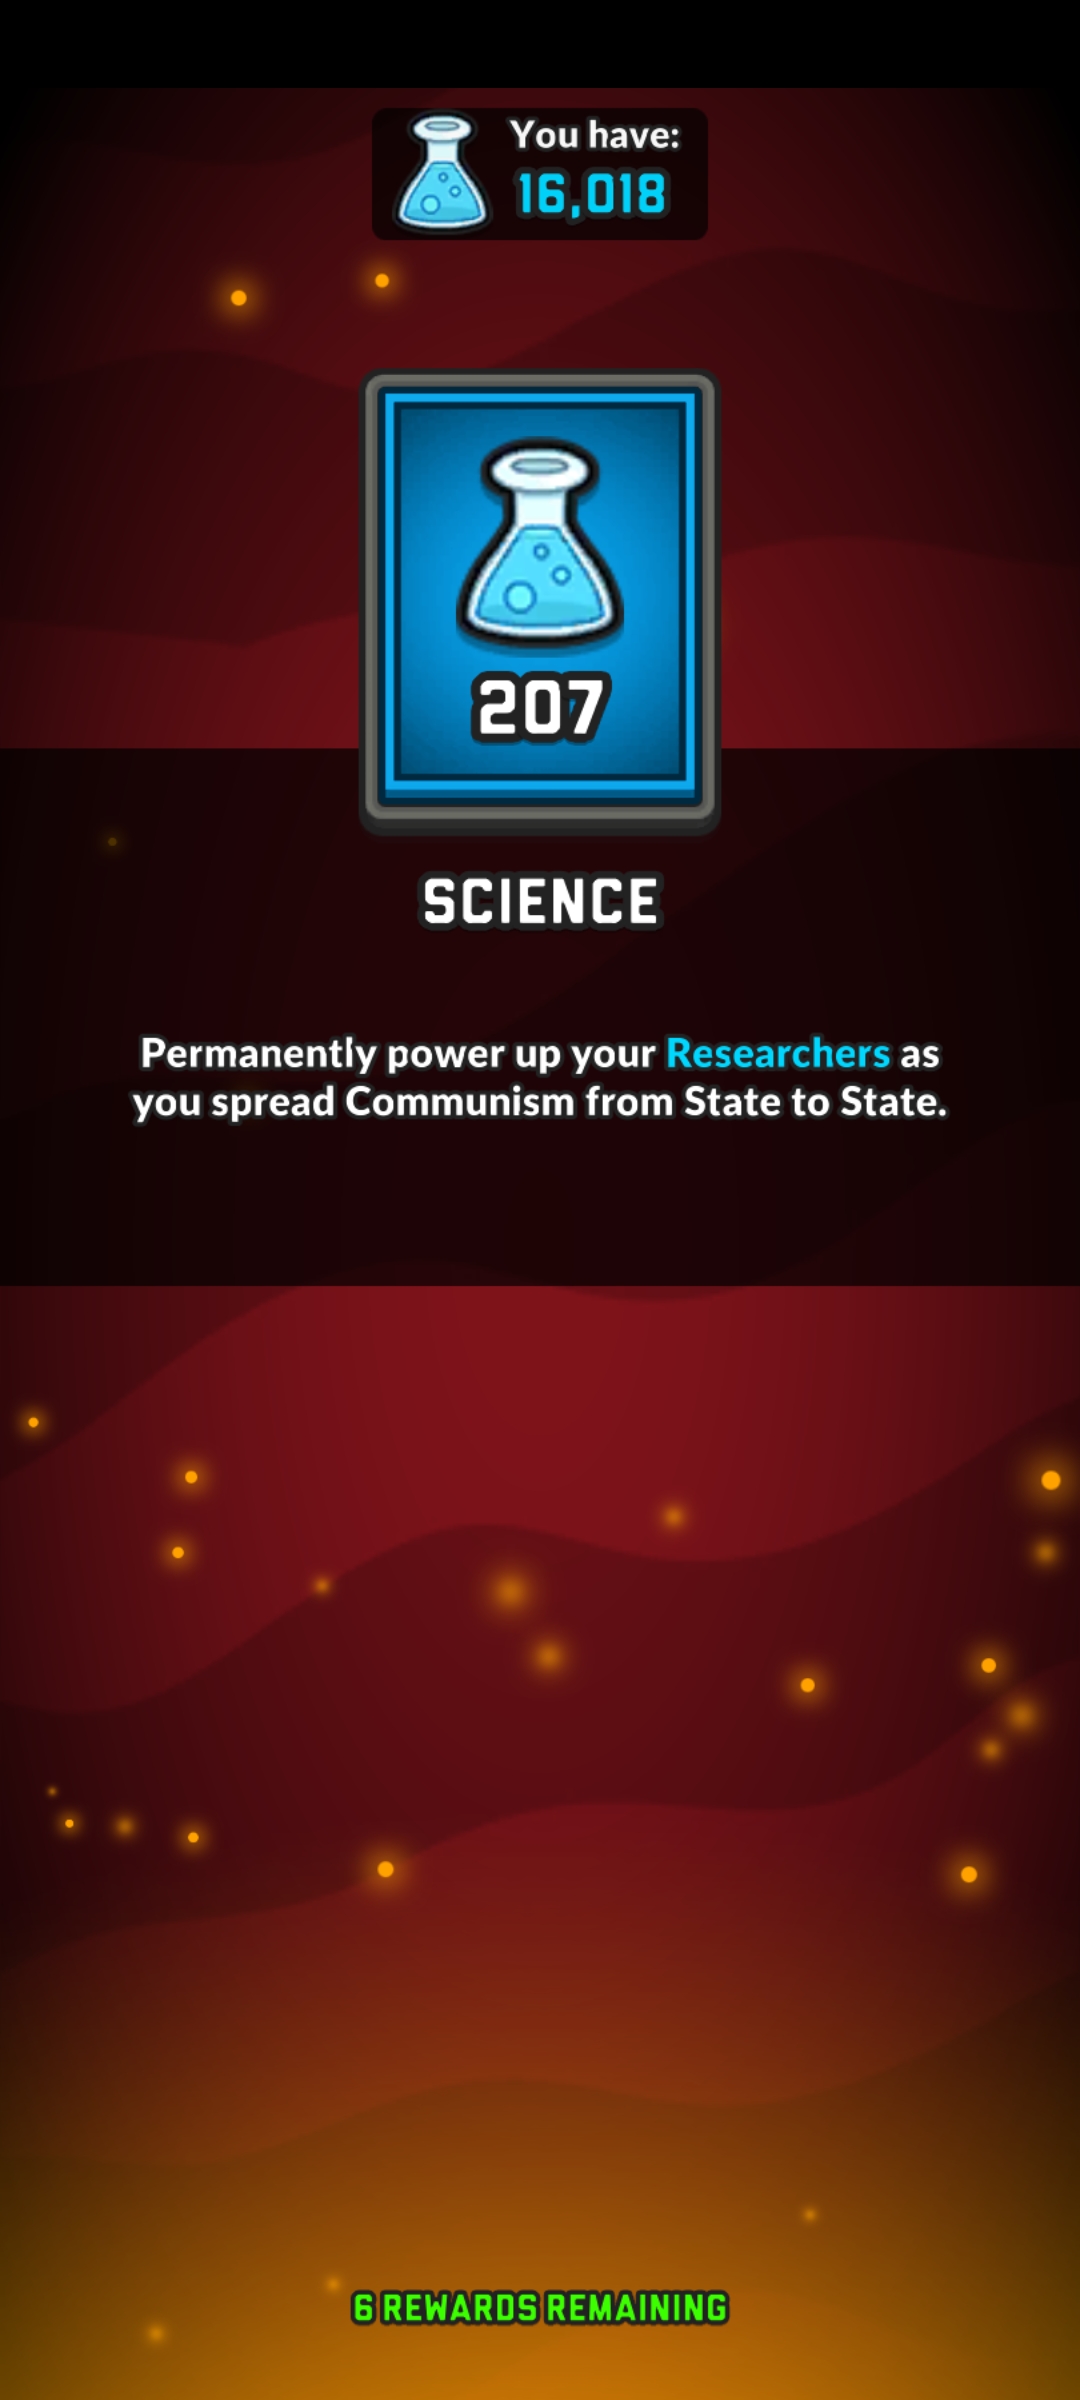 You have:
16,018
207
SCIENCE
Permanently power up your Researchers as
you spread Communism from State to State.
6 REWARDS REMAINING